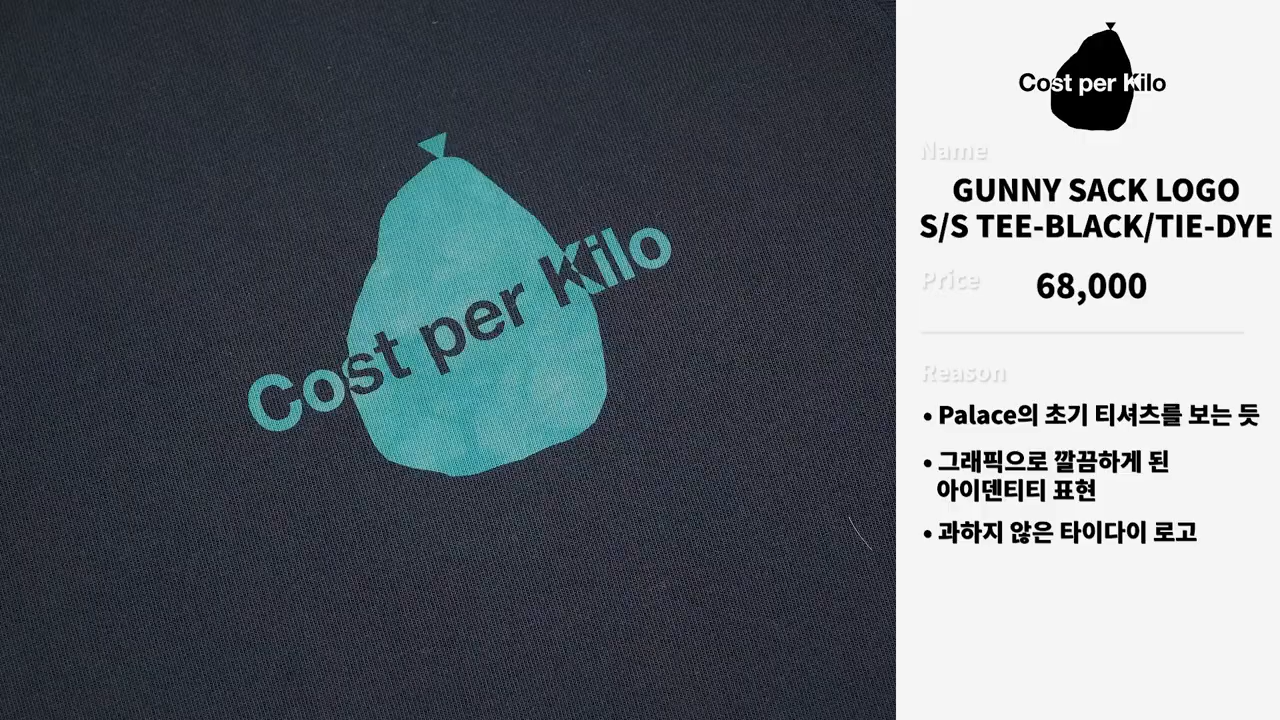 Cost per Kilo
Cost per Kilo
Name
GUNNY SACK LOGO
S/S TEE-BLACK/TIE-DYE
Price
68,000
Reason
• Palace의 초기 티셔츠를 보는 듯
• 그래픽으로 깔끔하게 된
아이덴티티 표현
• 과하지 않은 타이다이 로고